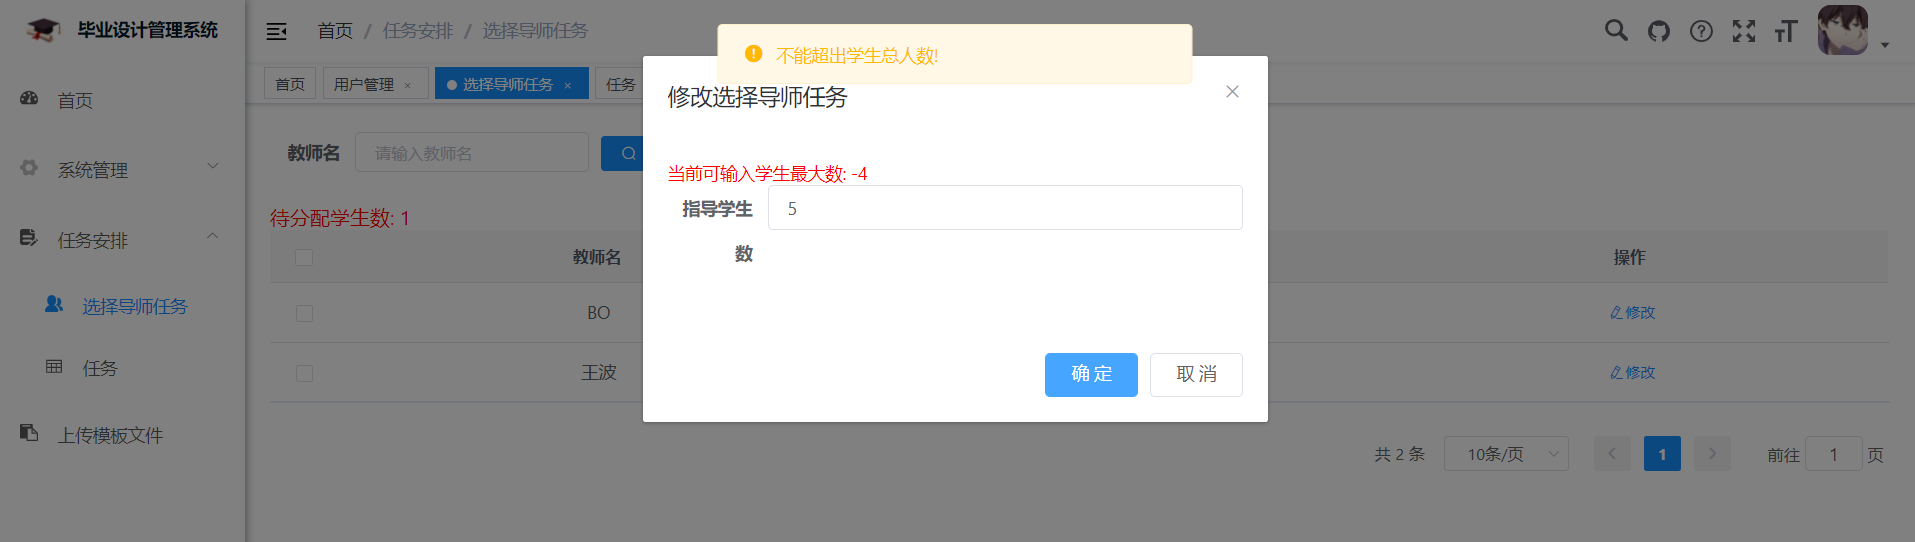 毕业设计管理系统
首页 / 任务安排 / 选择导师任务
不能超出学生总人数!
首页
用户管理 ×
选择导师任务 ×
任务
首页
系统管理
任务安排
选择导师任务
任务
上传模板文件
教师名 请输入教师名
待分配学生数: 1
教师名 操作
BO 修改
王波 修改
修改选择导师任务
当前可输入学生最大数: -4
指导学生 5
数
确 定 取 消
共 2 条 10条/页 1 前往 1 页